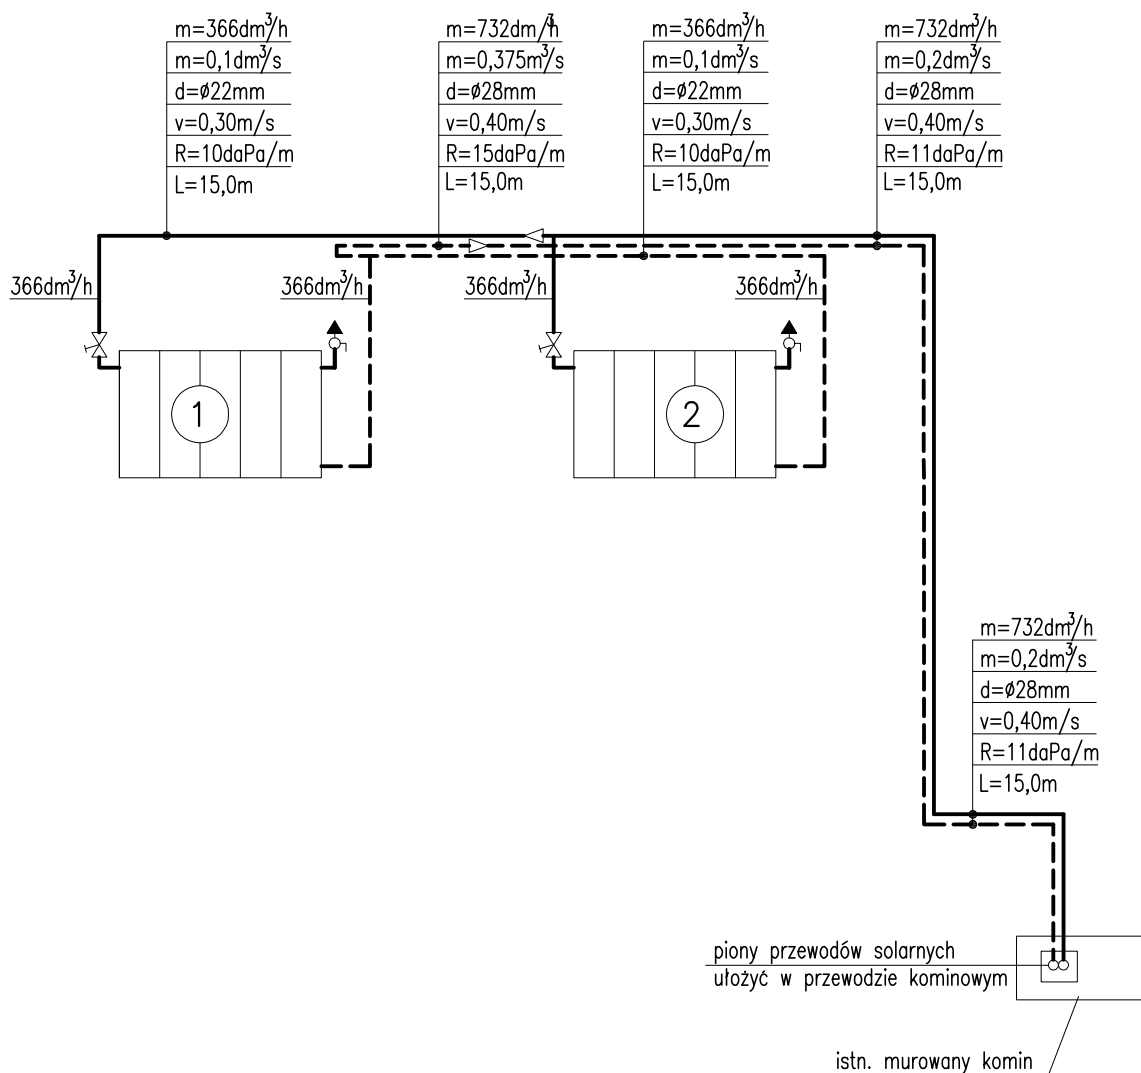 m=366dm³/h
m=0,1dm³/s
d=ø22mm
v=0,30m/s
R=10daPa/m
L=15,0m
m=732dm³/h
m=0,375m³/s
d=ø28mm
v=0,40m/s
R=15daPa/m
L=15,0m
m=366dm³/h
m=0,1dm³/s
d=ø22mm
v=0,30m/s
R=10daPa/m
L=15,0m
m=732dm³/h
m=0,2dm³/s
d=ø28mm
v=0,40m/s
R=11daPa/m
L=15,0m
366dm³/h
366dm³/h
366dm³/h
366dm³/h
1
2
m=732dm³/h
m=0,2dm³/s
d=ø28mm
v=0,40m/s
R=11daPa/m
L=15,0m
piony przewodów solarnych
ułożyć w przewodzie kominowym
istn. murowany komin